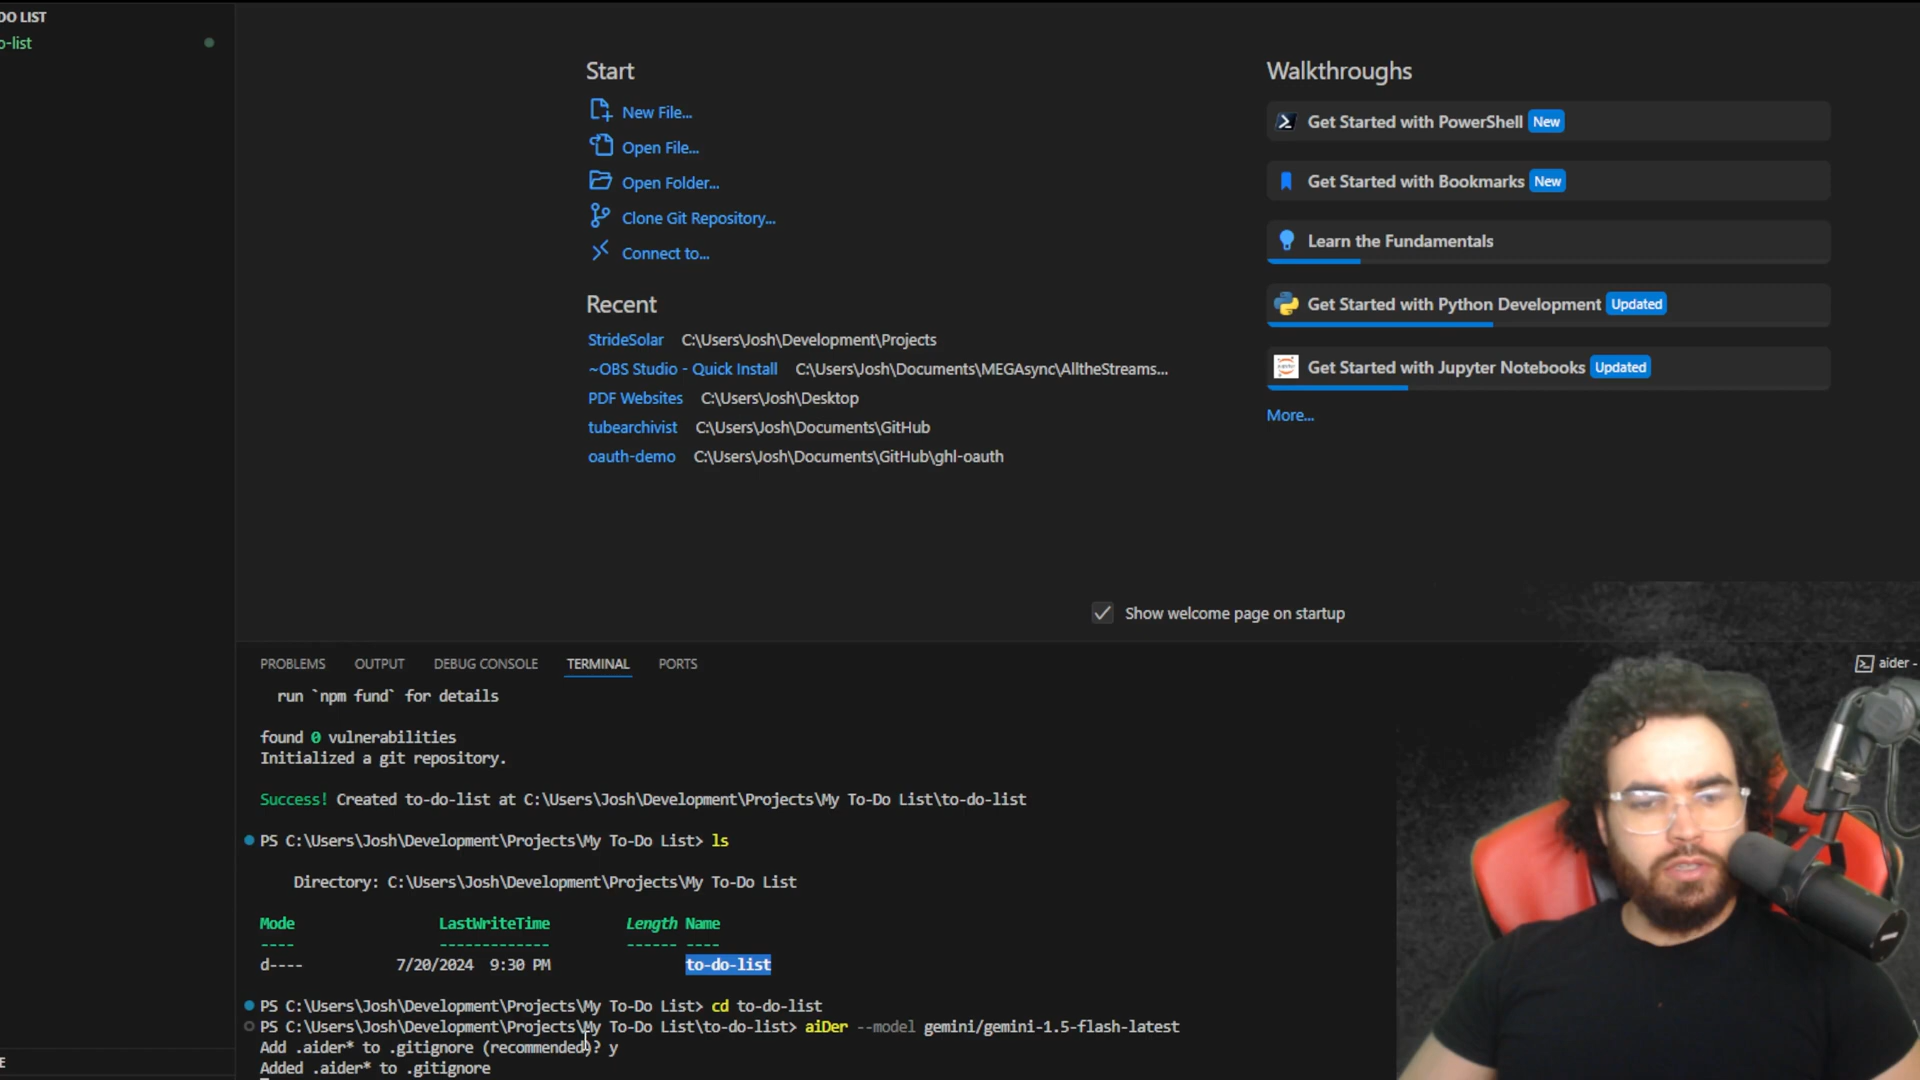 DO LIST
o-list
Start
New File...
Open File...
Open Folder...
Clone Git Repository...
Connect to...
Recent
StrideSolar C:\Users\Josh\Development\Projects
~OBS Studio - Quick Install C:\Users\Josh\Documents\MEGAsync\AlltheStreams...
PDF Websites C:\Users\Josh\Desktop
tubearchivist C:\Users\Josh\Documents\GitHub
oauth-demo C:\Users\Josh\Documents\GitHub\ghl-oauth
Walkthroughs
Get Started with PowerShell New
Get Started with Bookmarks New
Learn the Fundamentals
Get Started with Python Development Updated
Get Started with Jupyter Notebooks Updated
More...
Show welcome page on startup
PROBLEMS OUTPUT DEBUG CONSOLE TERMINAL PORTS
aider -
run `npm fund` for details
found 0 vulnerabilities
Initialized a git repository.
Success! Created to-do-list at C:\Users\Josh\Development\Projects\My To-Do List\to-do-list
PS C:\Users\Josh\Development\Projects\My To-Do List> ls
Directory: C:\Users\Josh\Development\Projects\My To-Do List
Mode LastWriteTime Length Name
---- ------------- ------ ----
d---- 7/20/2024 9:30 PM to-do-list
PS C:\Users\Josh\Development\Projects\My To-Do List> cd to-do-list
PS C:\Users\Josh\Development\Projects\My To-Do List\to-do-list> aiDer --model gemini/gemini-1.5-flash-latest
Add .aider* to .gitignore (recommended)? y
Added .aider* to .gitignore
E